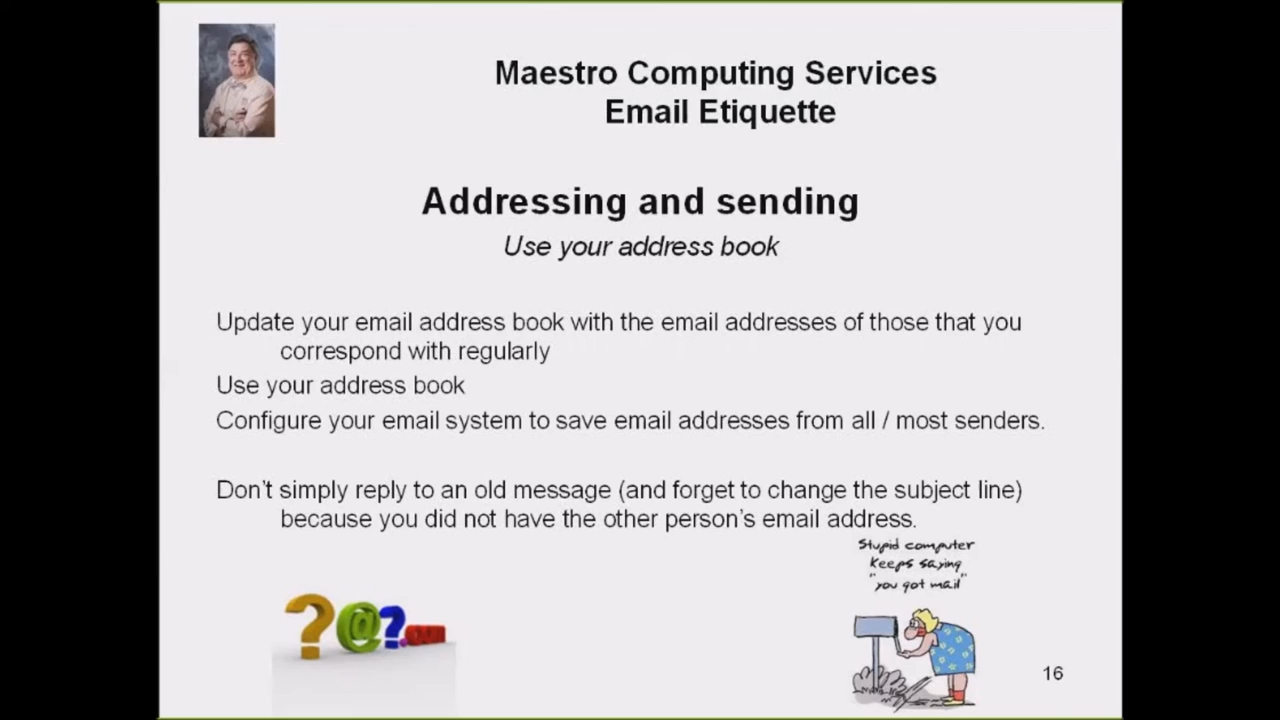 Maestro Computing Services
Email Etiquette
Addressing and sending
Use your address book
Update your email address book with the email addresses of those that you
correspond with regularly
Use your address book
Configure your email system to save email addresses from all / most senders.
Don't simply reply to an old message (and forget to change the subject line)
because you did not have the other person's email address.
Stupid computer
keeps saying
"you got mail"
?@?.com
16